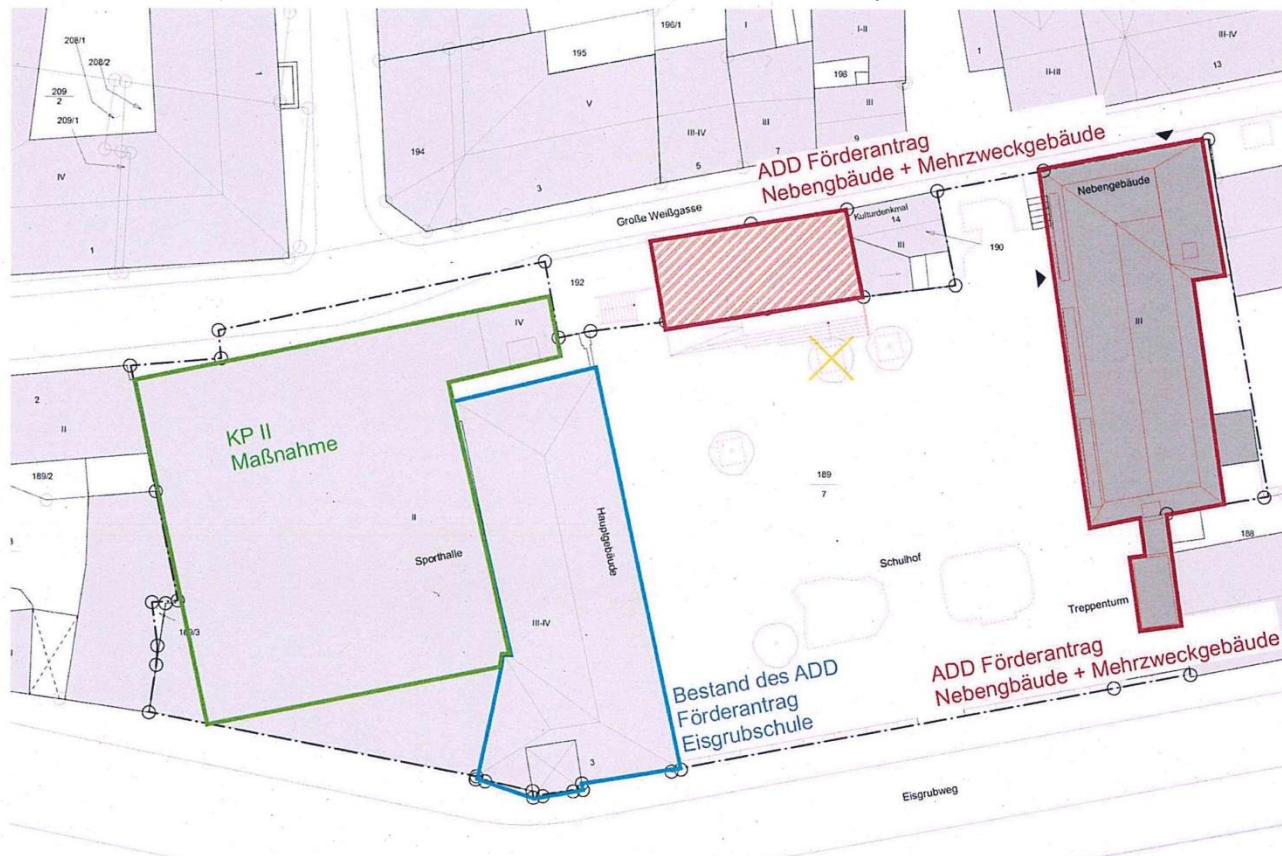 208/1
208/2
209
2
209/1
IV
1
1
195
196/1
I
I-II
198
III
9
V
III-IV
5
III
7
194
3
1
II-III
III-IV
13
ADD Förderantrag
Nebengbäude + Mehrzweckgebäude
Große Weißgasse
Kulturdenkmal
14
III
190
192
Nebengebäude
III
IV
2
II
189/2
KP II
Maßnahme
II
Sporthalle
Hauptgebäude
III-IV
3
189
7
Schulhof
Treppenturm
188
ADD Förderantrag
Nebengbäude + Mehrzweckgebäude
Bestand des ADD
Förderantrag
Eisgrubschule
Eisgrubweg